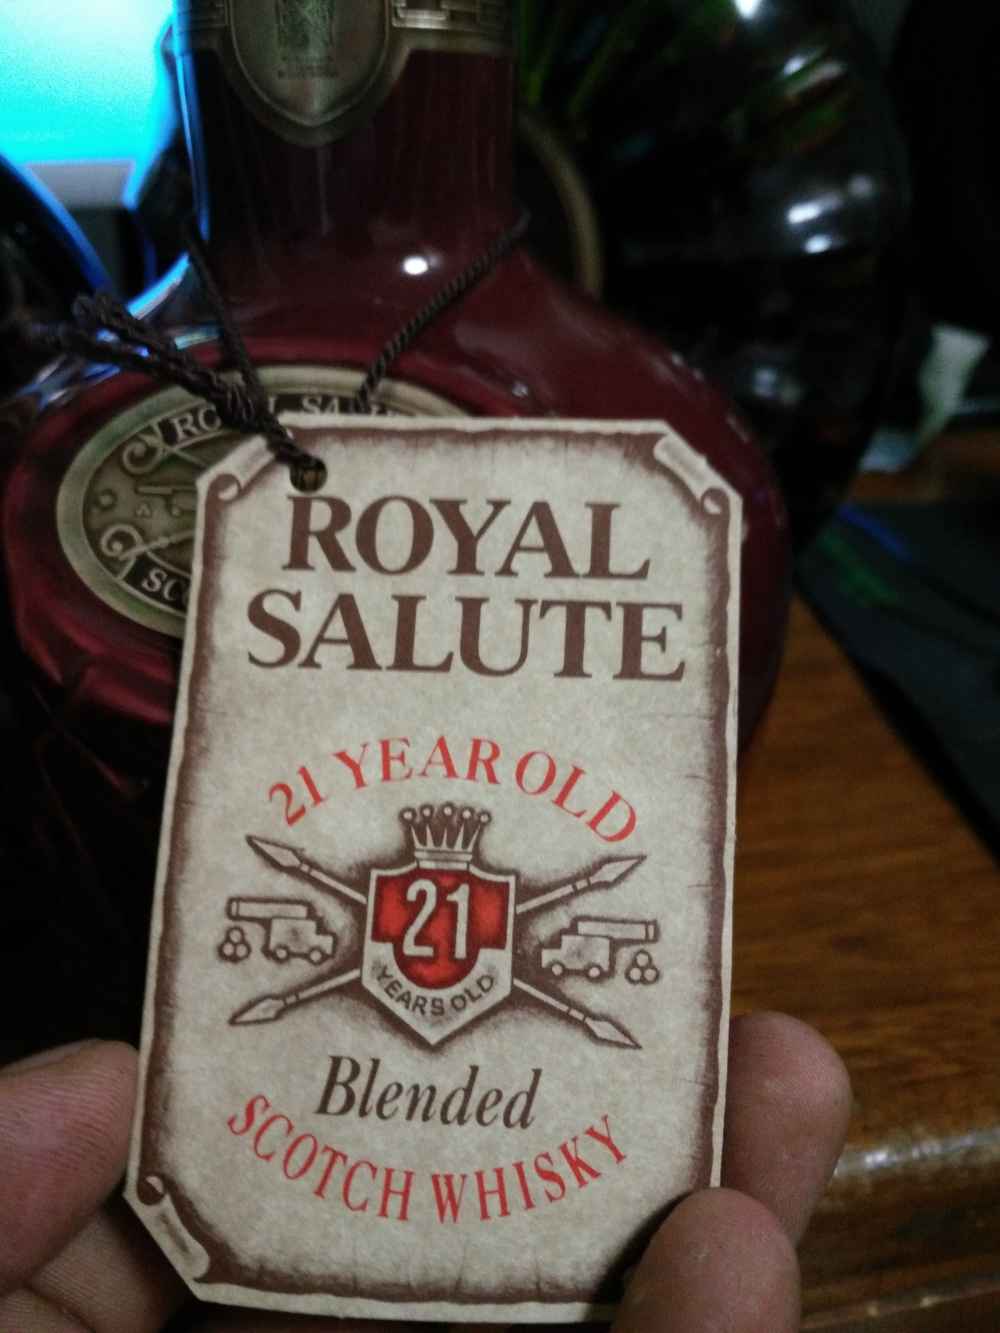 ROYAL
SALUTE
21 YEAR OLD
21
YEARS OLD
Blended
SCOTCH WHISKY